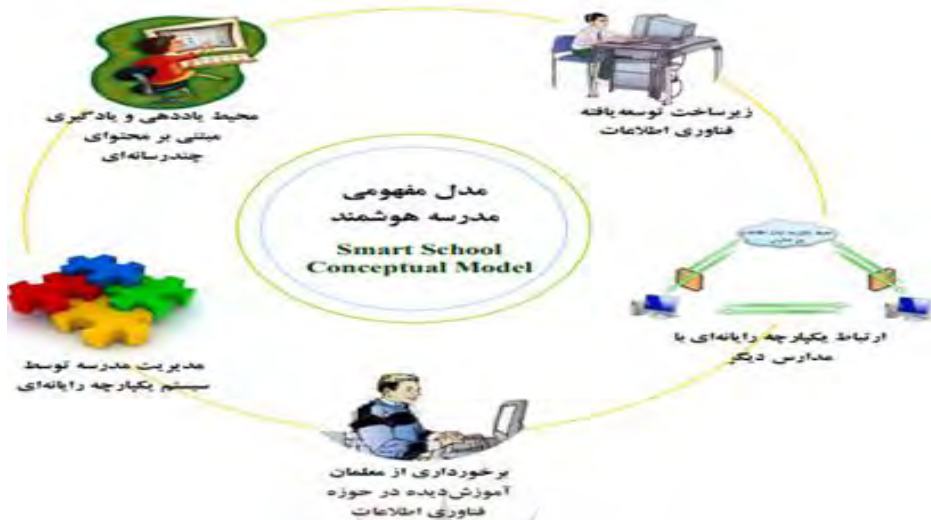 محیط یاددهی و یادگیری
مبتنی بر محتوای
چندرسانه‌ای
زیرساخت توسعه‌یافته
فناوری اطلاعات
مدل مفهومی
مدرسه هوشمند
Smart School
Conceptual Model
ارتباط یکپارچه رایانه‌ای با
مدارس دیگر
مدیریت مدرسه توسط
سیستم یکپارچه رایانه‌ای
برخورداری از معلمان
آموزش‌دیده در حوزه
فناوری اطلاعات